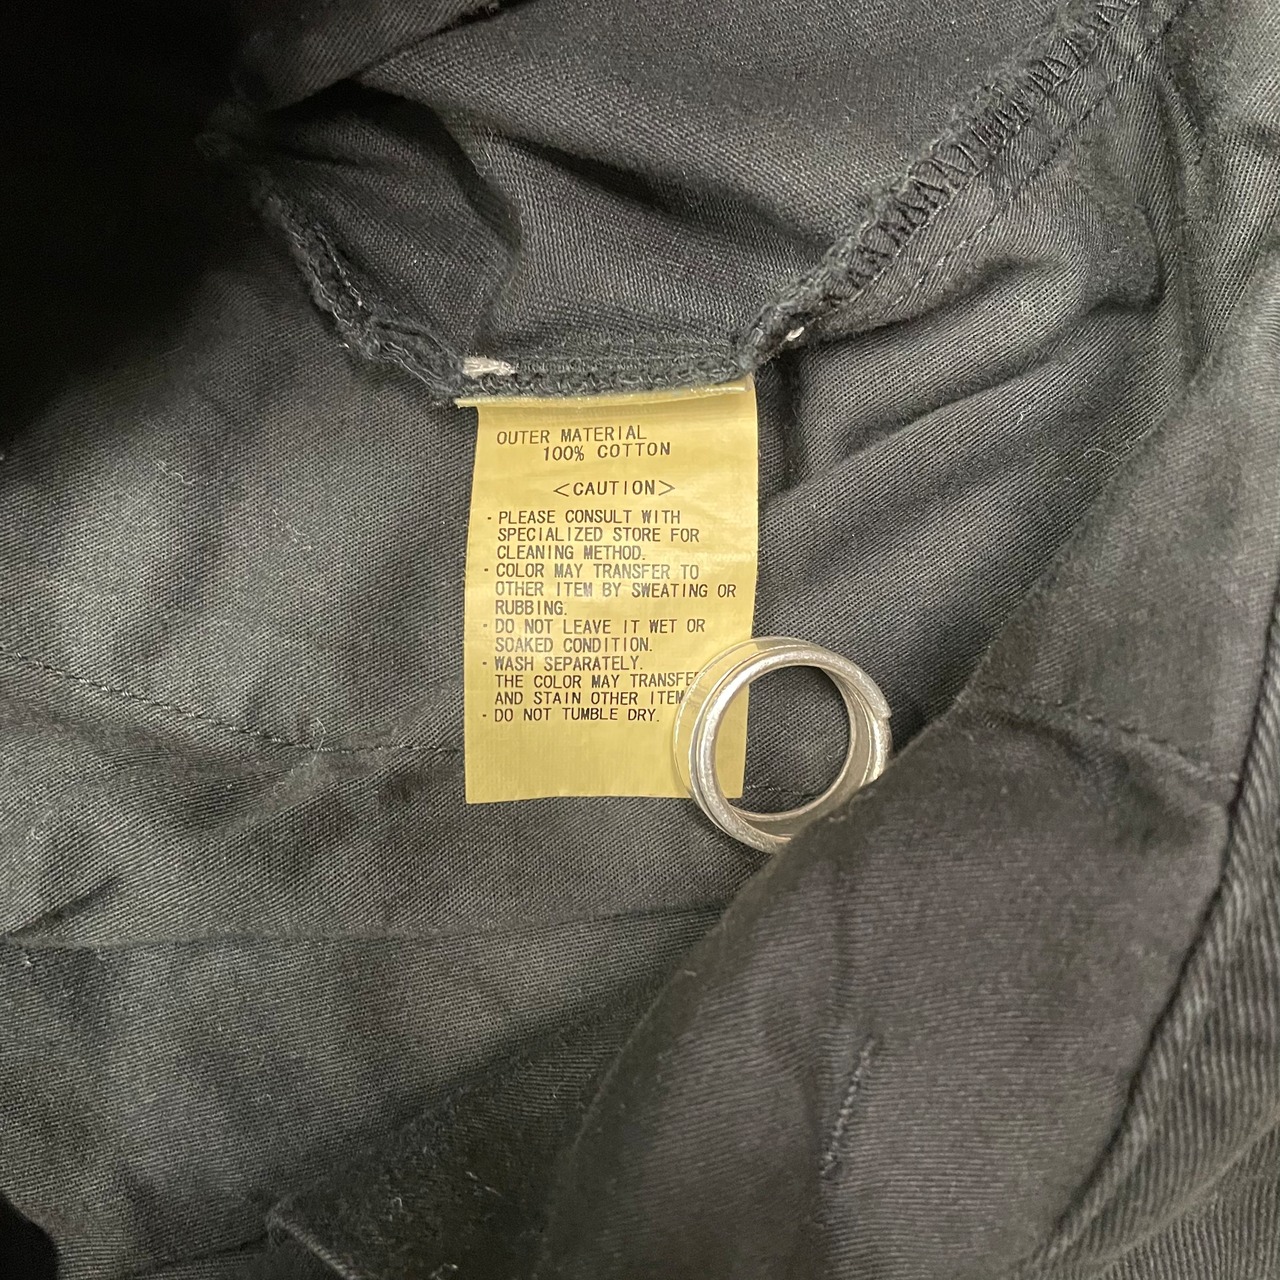 OUTER MATERIAL
100% COTTON
<CAUTION>
・PLEASE CONSULT WITH
SPECIALIZED STORE FOR
CLEANING METHOD.
・COLOR MAY TRANSFER TO
OTHER ITEM BY SWEATING OR
RUBBING.
・DO NOT LEAVE IT WET OR
SOAKED CONDITION.
・WASH SEPARATELY.
THE COLOR MAY TRANSFE
AND STAIN OTHER ITEM
・DO NOT TUMBLE DRY.